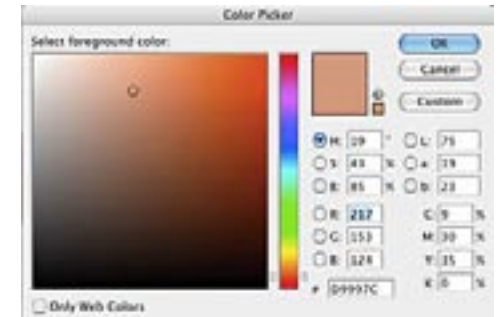 Color Picker
Select foreground color:
OK
Cancel
Custom
H: 19 °
L: 75
S: 43 %
a: 19
B: 85 %
b: 23
R: 217
C: 9 %
G: 153
M: 30 %
B: 124
Y: 35 %
# D9997C
K: 0 %
Only Web Colors